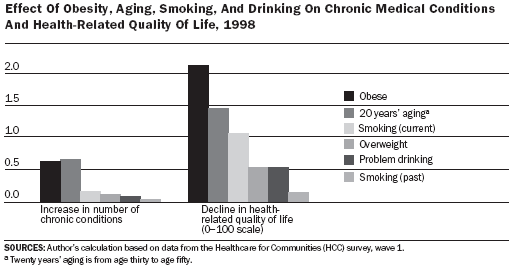 Effect Of Obesity, Aging, Smoking, And Drinking On Chronic Medical Conditions
And Health-Related Quality Of Life, 1998
2.0
1.5
1.0
0.5
0.0
Obese
20 years' agingᵃ
Smoking (current)
Overweight
Problem drinking
Smoking (past)
Increase in number of
chronic conditions
Decline in health-
related quality of life
(0–100 scale)
SOURCES: Author's calculation based on data from the Healthcare for Communities (HCC) survey, wave 1.
ᵃ Twenty years' aging is from age thirty to age fifty.